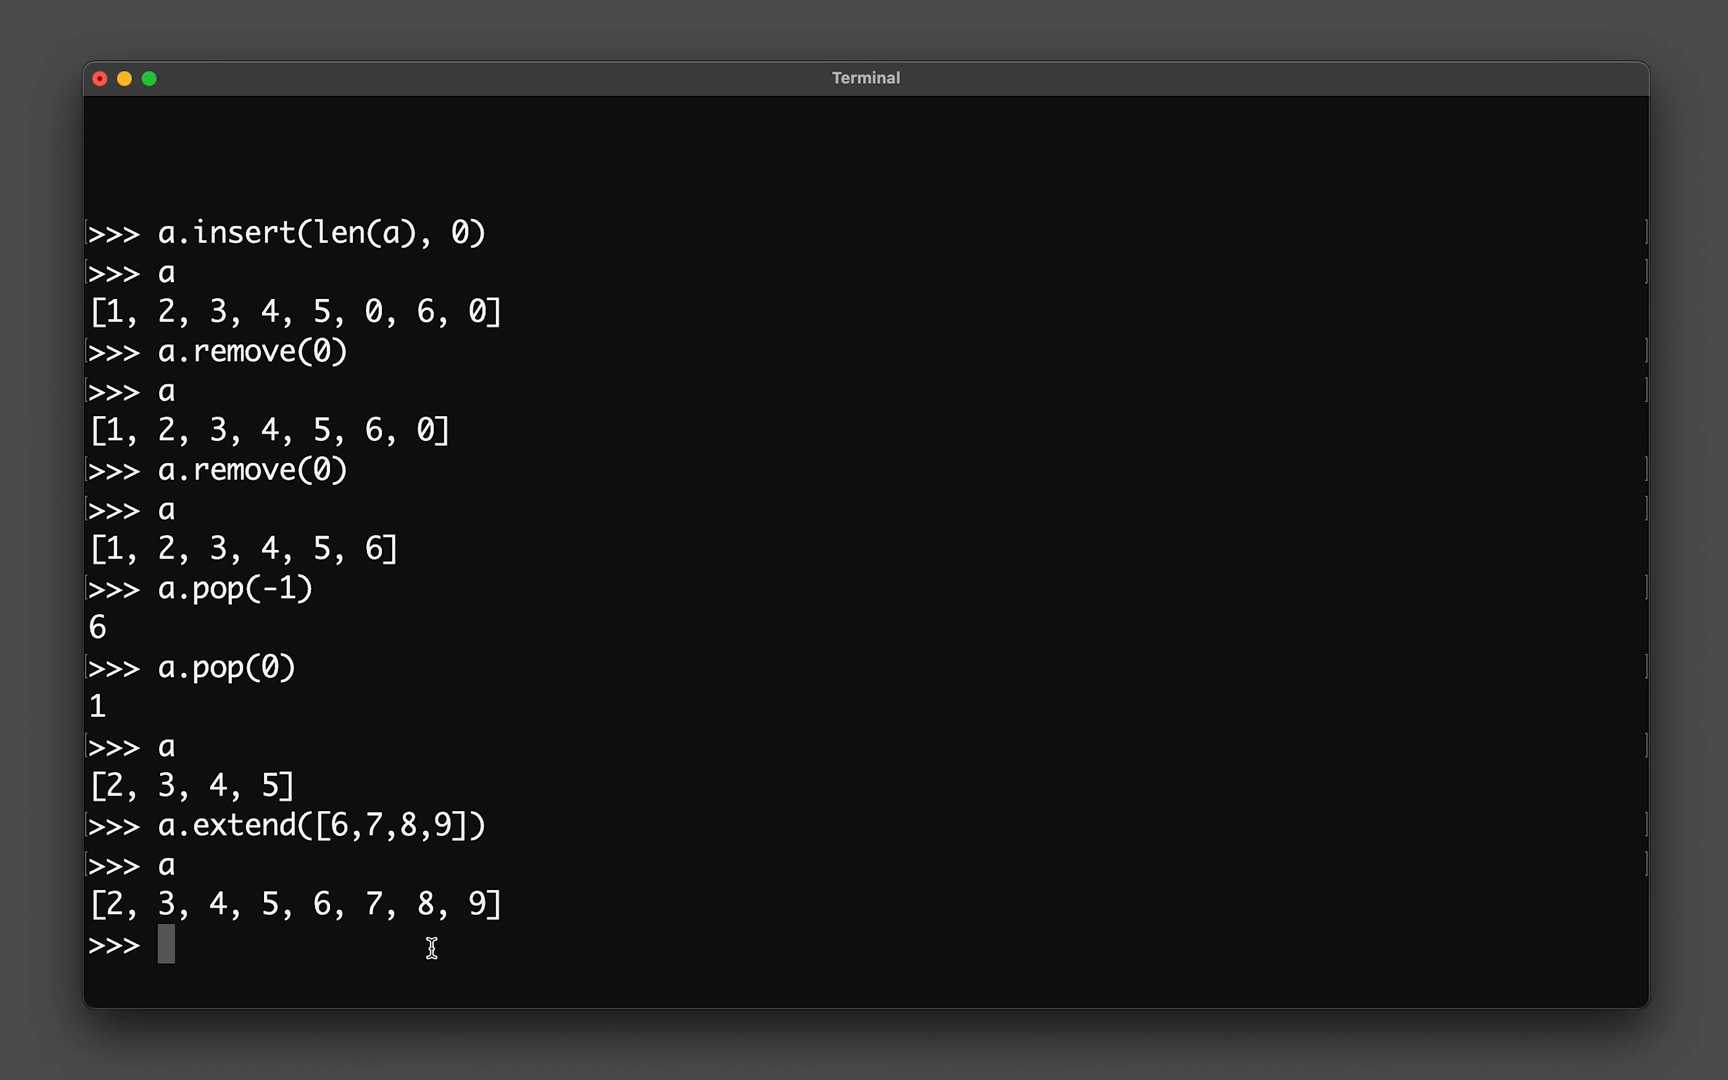 Terminal
>>> a.insert(len(a), 0)
>>> a
[1, 2, 3, 4, 5, 0, 6, 0]
>>> a.remove(0)
>>> a
[1, 2, 3, 4, 5, 6, 0]
>>> a.remove(0)
>>> a
[1, 2, 3, 4, 5, 6]
>>> a.pop(-1)
6
>>> a.pop(0)
1
>>> a
[2, 3, 4, 5]
>>> a.extend([6,7,8,9])
>>> a
[2, 3, 4, 5, 6, 7, 8, 9]
>>>